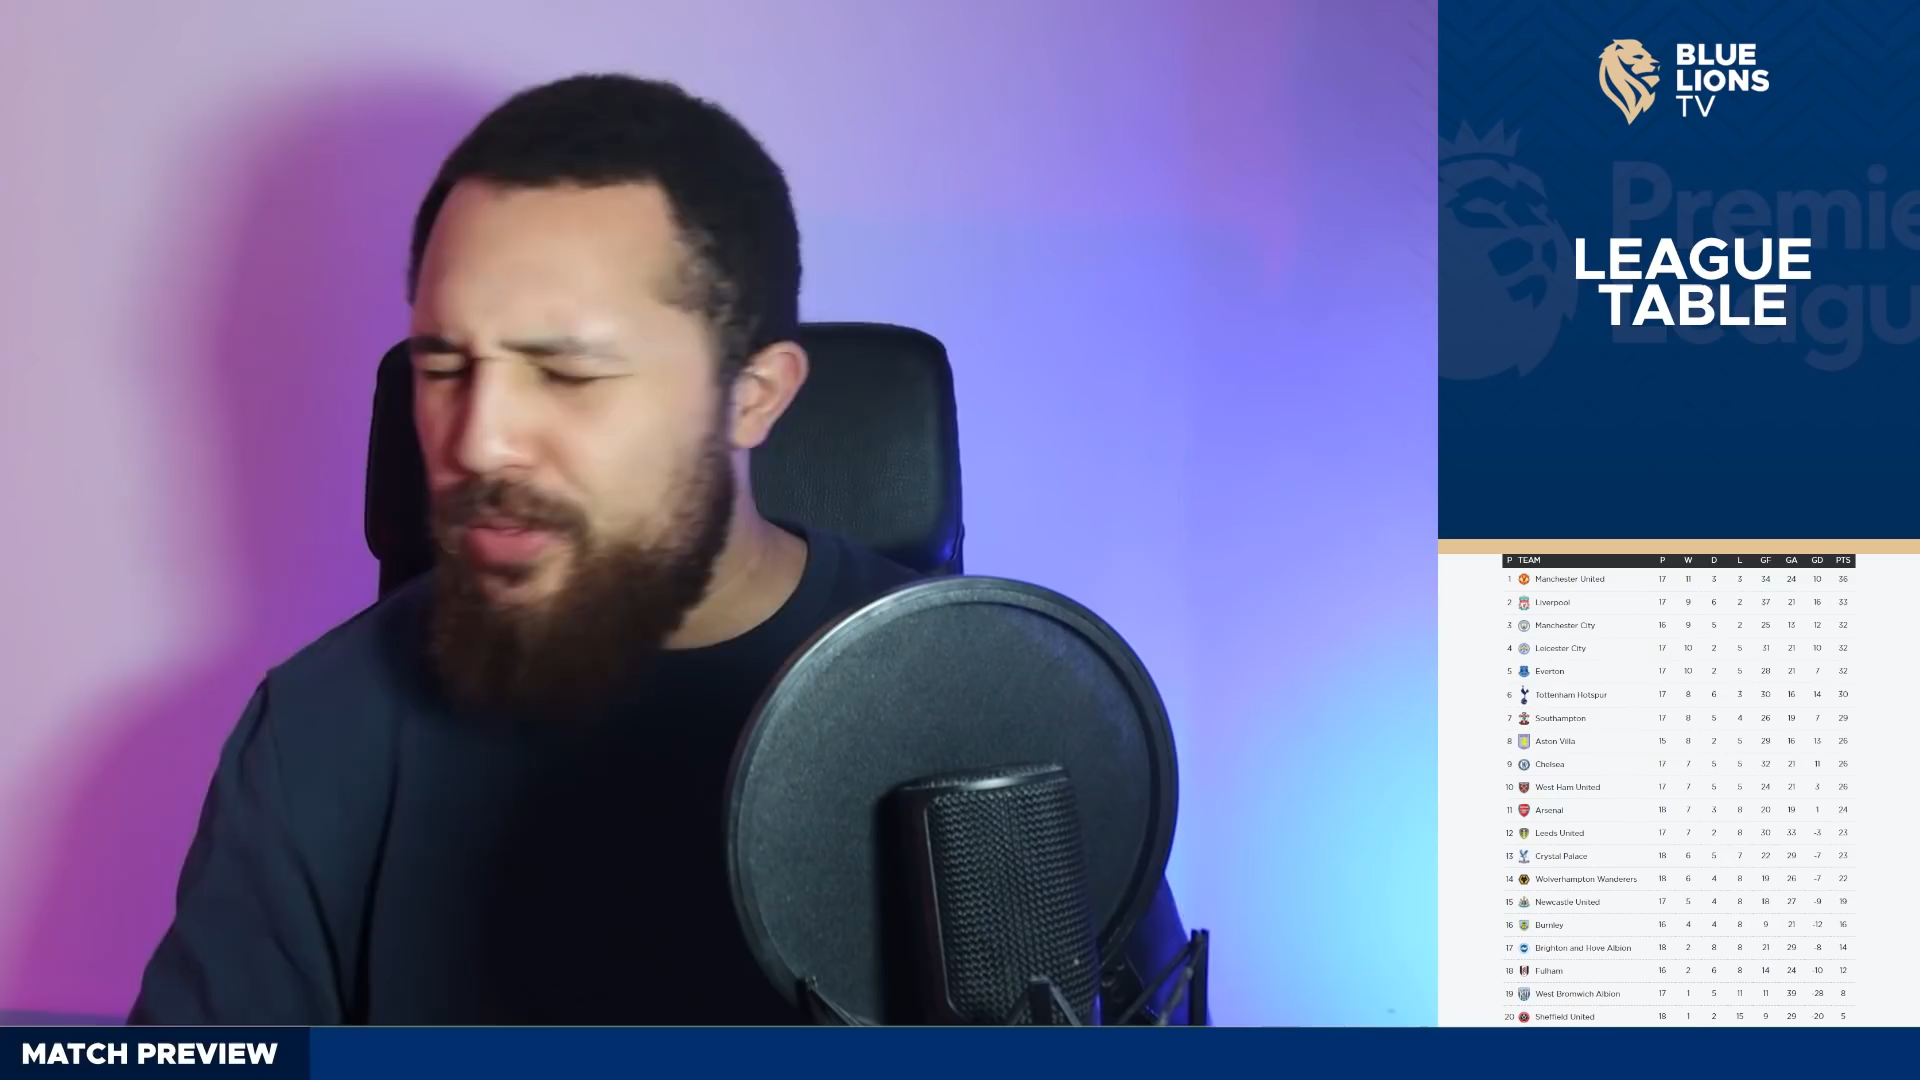 BLUE
LIONS
TV
Premie
Leagu
LEAGUE
TABLE
P TEAM P W D L GF GA GD PTS
1 Manchester United 17 11 3 3 34 24 10 36
2 Liverpool 17 9 6 2 37 21 16 33
3 Manchester City 16 9 5 2 25 13 12 32
4 Leicester City 17 10 2 5 31 21 10 32
5 Everton 17 10 2 5 28 21 7 32
6 Tottenham Hotspur 17 8 6 3 30 16 14 30
7 Southampton 17 8 5 4 26 19 7 29
8 Aston Villa 15 8 2 5 29 16 13 26
9 Chelsea 17 7 5 5 32 21 11 26
10 West Ham United 17 7 5 5 24 21 3 26
11 Arsenal 18 7 3 8 20 19 1 24
12 Leeds United 17 7 2 8 30 33 -3 23
13 Crystal Palace 18 6 5 7 22 29 -7 23
14 Wolverhampton Wanderers 18 6 4 8 19 26 -7 22
15 Newcastle United 17 5 4 8 18 27 -9 19
16 Burnley 16 4 4 8 9 21 -12 16
17 Brighton and Hove Albion 18 2 8 8 21 29 -8 14
18 Fulham 16 2 6 8 14 24 -10 12
19 West Bromwich Albion 17 1 5 11 11 39 -28 8
20 Sheffield United 18 1 2 15 9 29 -20 5
MATCH PREVIEW